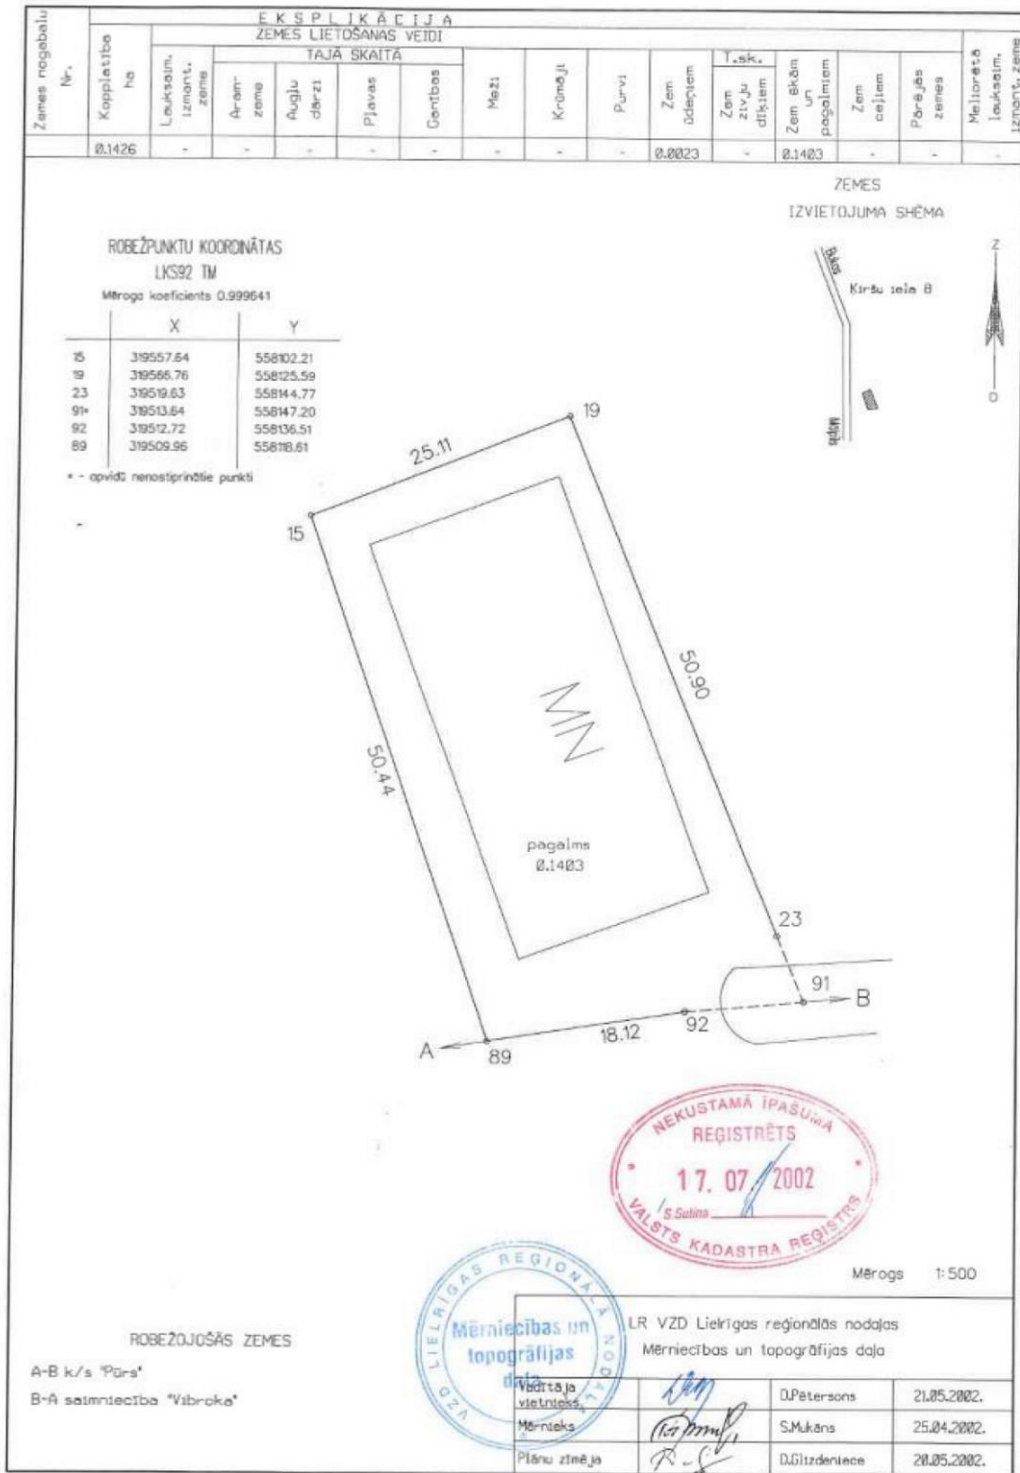 EKSPLIKĀCIJA
ZEMES LIETOŠANAS VEIDI
TAJĀ SKAITĀ
T.sk.
Zemes nogabalu Nr.
Kopplatība ha
Lauksaim. izmant. zeme
Aram-zeme
Augļu dārzi
Pļavas
Ganības
Meži
Krūmāji
Purvi
Zem ūdeņiem
Zem zivju dīķiem
Zem ēkām un pagalmiem
Zem ceļiem
Pārējās zemes
Meliorētā lauksaim. izmant. zeme
0.1426 - - - - - - - - 0.0023 - 0.1403 - - -
ZEMES
IZVIETOJUMA SHĒMA
ROBEŽPUNKTU KOORDINĀTAS
LKS92 TM
Mēroga koeficients 0.999641
X Y
15 319557.64 558102.21
19 319566.76 558125.59
23 319519.63 558144.77
91* 319513.64 558147.20
92 319512.72 558136.51
89 319509.96 558118.61
* - apvidū nenostiprinātie punkti
Ķiršu iela 8
Z
D
19
25.11
15
50.90
50.44
MN
pagalms
0.1403
23
91
B
92
18.12
A
89
NEKUSTAMĀ ĪPAŠUMA
REĢISTRĒTS
17. 07 2002
S.Sutina
VALSTS KADASTRA REĢISTRS
Mērogs 1:500
VZD LIELRĪGAS REĢIONĀLĀ NODAĻA
Mērniecības un
topogrāfijas
daļa
ROBEŽOJOŠĀS ZEMES
A-B k/s "Pūrs"
B-A saimniecība "Vibroka"
LR VZD Lielrīgas reģionālās nodaļas
Mērniecības un topogrāfijas daļa
Vadītāja vietnieks D.Pētersons 21.05.2002.
Mērnieks S.Mukāns 25.04.2002.
Plānu zīmēja D.Glizdeniece 20.05.2002.